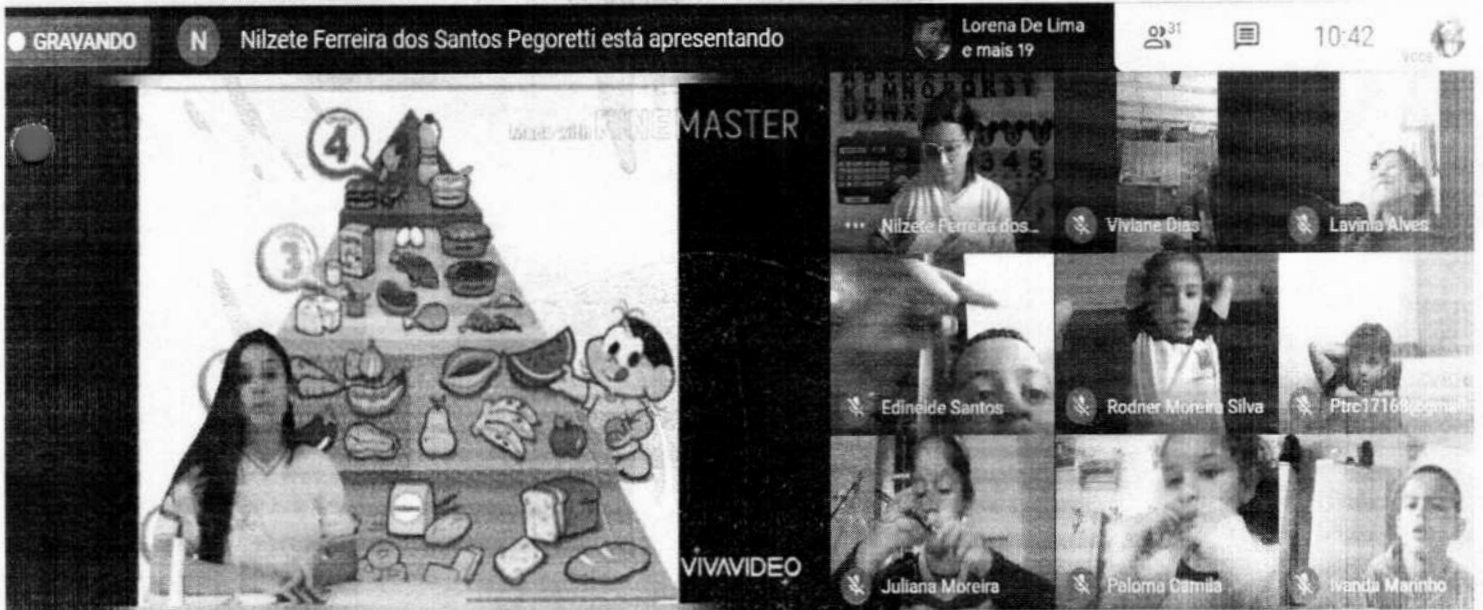 GRAVANDO
N
Nilzete Ferreira dos Santos Pegoretti está apresentando
Lorena De Lima
e mais 19
31
10:42
KINEMASTER
4
3
VIVAVIDEO
Nilzete Ferreira dos...
Viviane Dias
Lavinia Alves
Edineide Santos
Rodner Moreira Silva
Juliana Moreira
Paloma Camila
Ivanda Marinho